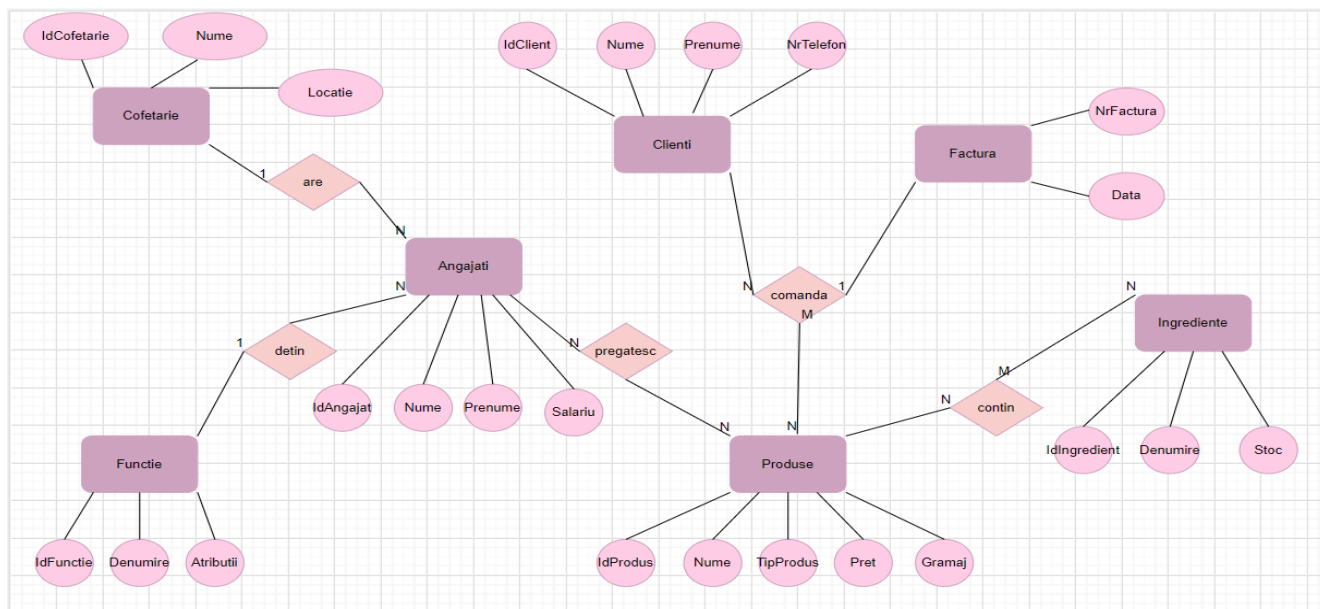 IdCofetarie
Nume
Locatie
Cofetarie
1
are
N
IdClient
Nume
Prenume
NrTelefon
Clienti
NrFactura
Factura
Data
Angajati
N
1
detin
N
pregatesc
N
IdAngajat
Nume
Prenume
Salariu
N
comanda
1
M
N
N
Ingrediente
M
N
contin
IdIngredient
Denumire
Stoc
Functie
IdFunctie
Denumire
Atributii
Produse
IdProdus
Nume
TipProdus
Pret
Gramaj